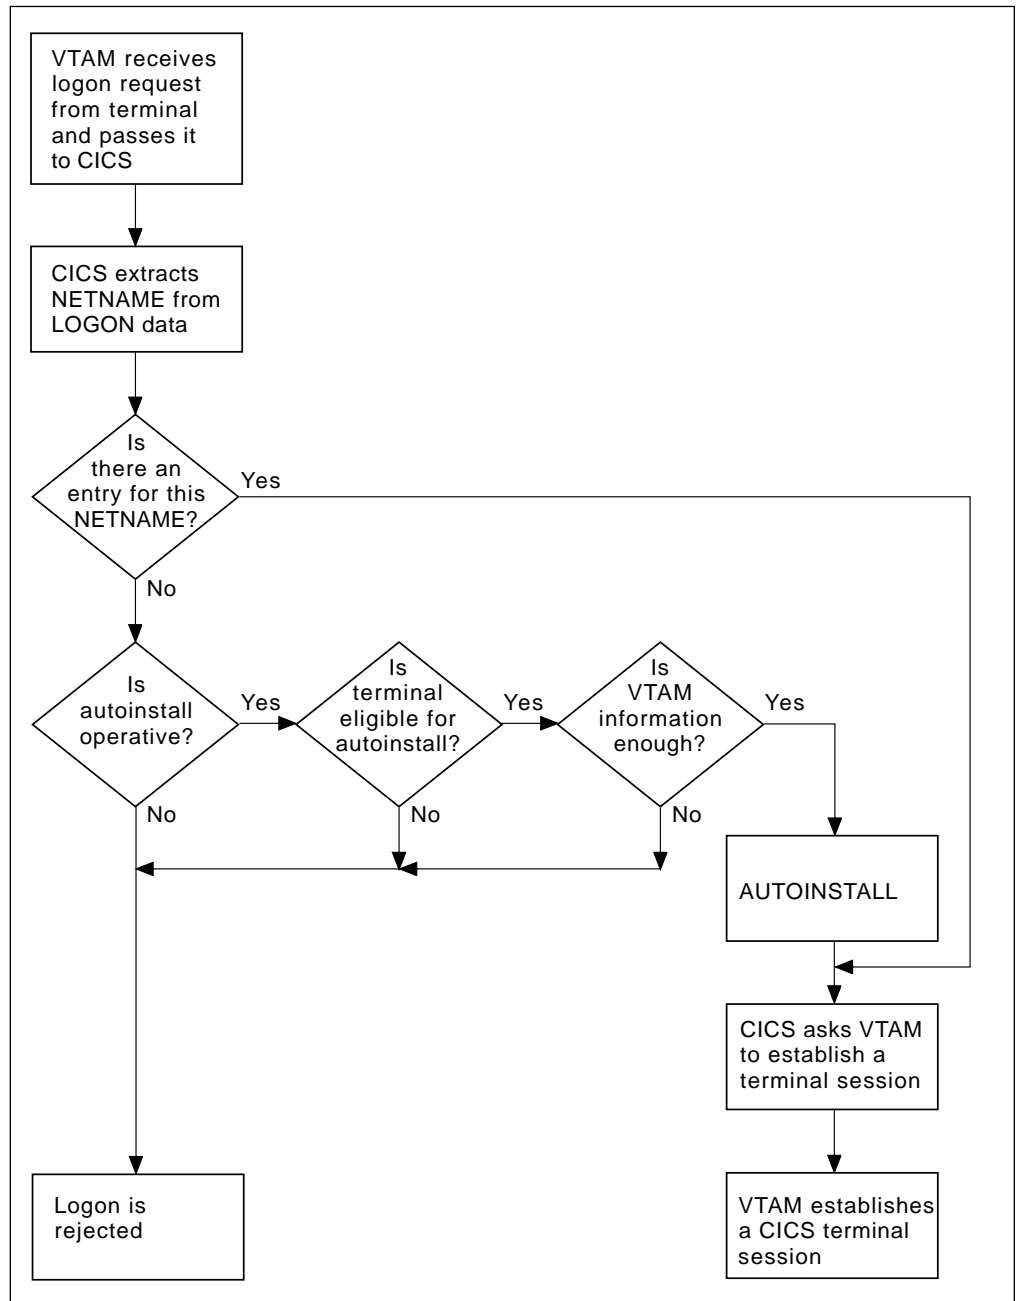 VTAM receives
logon request
from terminal
and passes it
to CICS
CICS extracts
NETNAME from
LOGON data
Is
there an
entry for this
NETNAME?
Yes
No
Is
autoinstall
operative?
Yes
No
Is
terminal
eligible for
autoinstall?
Yes
No
Is
VTAM
information
enough?
Yes
No
AUTOINSTALL
CICS asks VTAM
to establish a
terminal session
Logon is
rejected
VTAM establishes
a CICS terminal
session